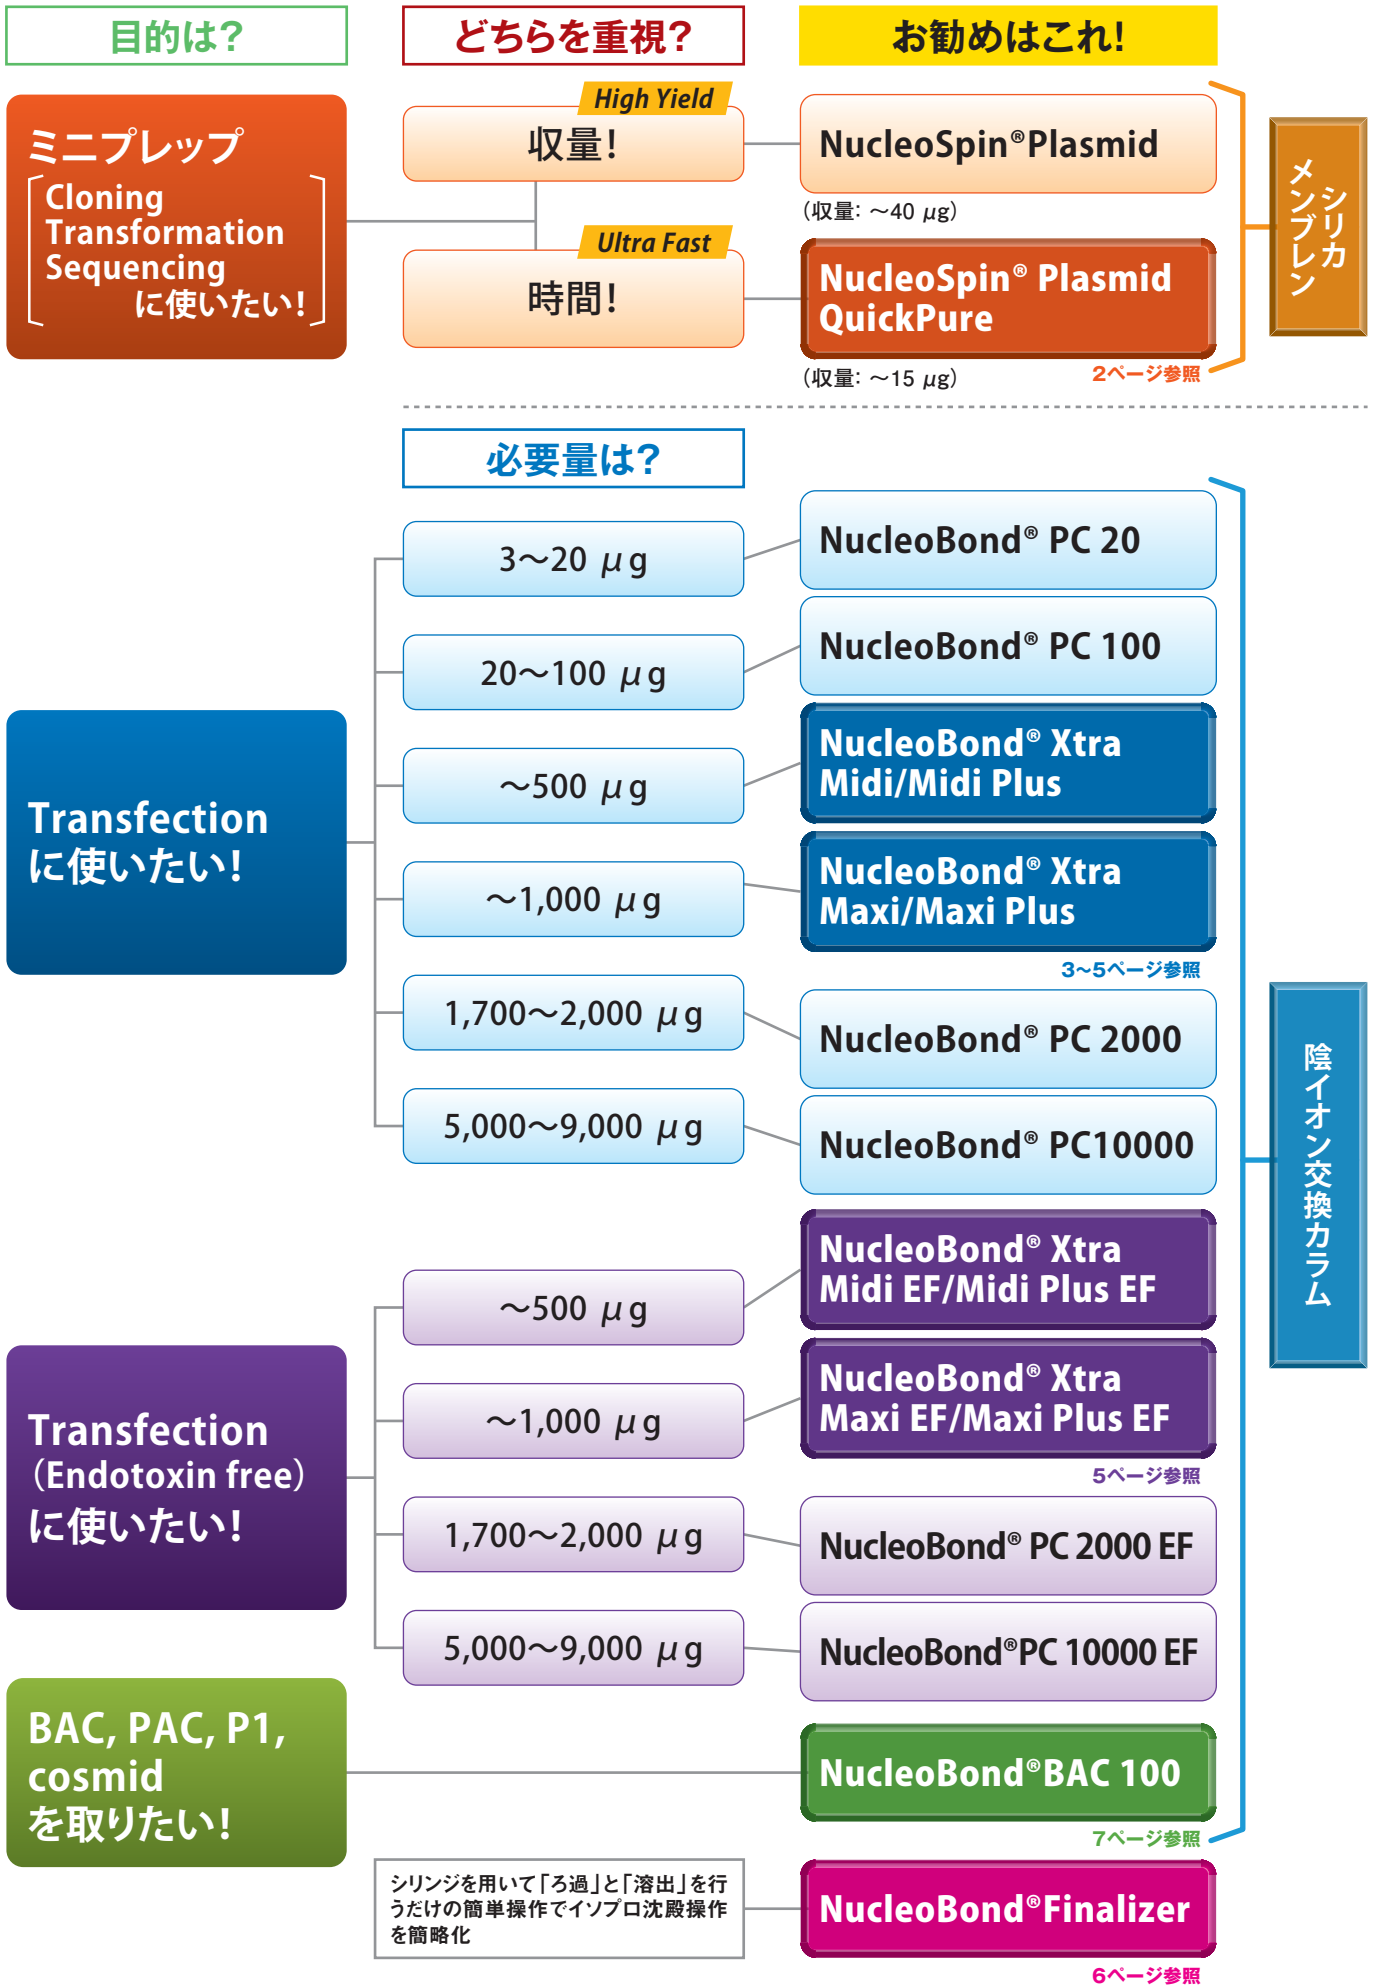 目的は?
どちらを重視?
お勧めはこれ!
ミニプレップ
Cloning
Transformation
Sequencing
に使いたい!
High Yield
収量!
NucleoSpin®Plasmid
(収量: ~40 μg)
Ultra Fast
時間!
NucleoSpin® Plasmid
QuickPure
(収量: ~15 μg)
2ページ参照
シリカ
メンブレン
必要量は?
Transfection
に使いたい!
3~20 μg
NucleoBond® PC 20
20~100 μg
NucleoBond® PC 100
~500 μg
NucleoBond® Xtra
Midi/Midi Plus
~1,000 μg
NucleoBond® Xtra
Maxi/Maxi Plus
3~5ページ参照
1,700~2,000 μg
NucleoBond® PC 2000
5,000~9,000 μg
NucleoBond® PC10000
陰イオン交換カラム
Transfection
(Endotoxin free)
に使いたい!
~500 μg
NucleoBond® Xtra
Midi EF/Midi Plus EF
~1,000 μg
NucleoBond® Xtra
Maxi EF/Maxi Plus EF
5ページ参照
1,700~2,000 μg
NucleoBond® PC 2000 EF
5,000~9,000 μg
NucleoBond®PC 10000 EF
BAC, PAC, P1,
cosmid
を取りたい!
NucleoBond®BAC 100
7ページ参照
シリンジを用いて「ろ過」と「溶出」を行
うだけの簡単操作でイソプロ沈殿操作
を簡略化
NucleoBond®Finalizer
6ページ参照